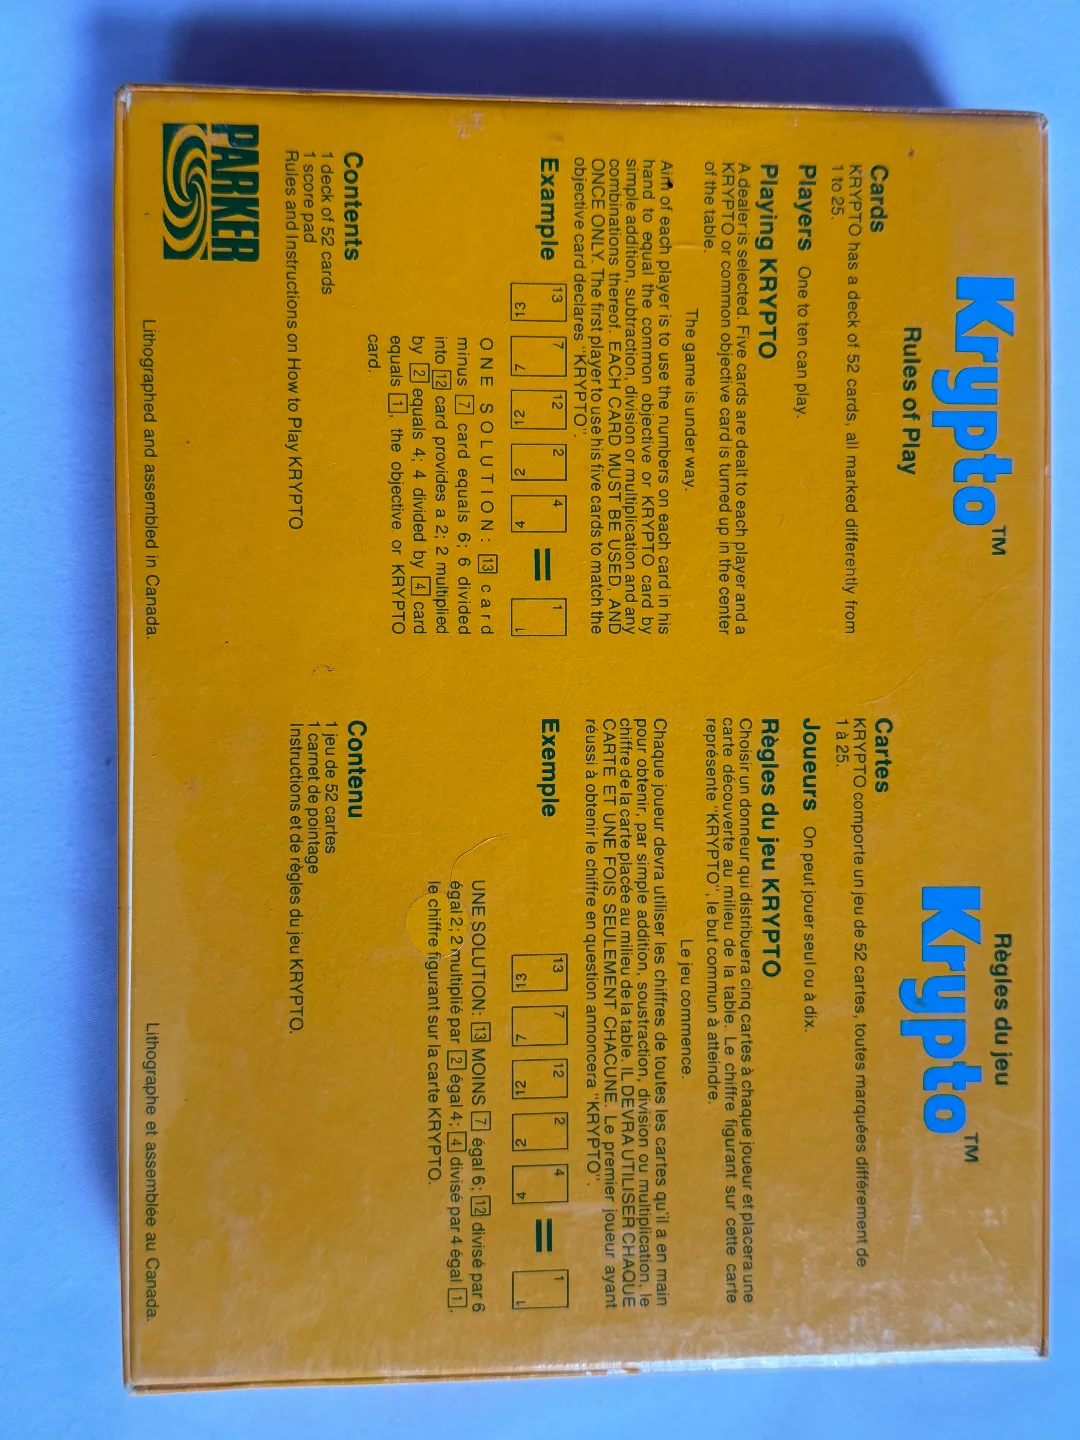 Krypto™
Rules of Play
Cards
KRYPTO has a deck of 52 cards, all marked differently from
1 to 25.
Players One to ten can play.
Playing KRYPTO
A dealer is selected. Five cards are dealt to each player and a
KRYPTO or common objective card is turned up in the center
of the table.
The game is under way.
Aim of each player is to use the numbers on each card in his
hand to equal the common objective or KRYPTO card by
simple addition, subtraction, division or multiplication and any
combinations thereof. EACH CARD MUST BE USED, AND
ONCE ONLY. The first player to use his five cards to match the
objective card declares "KRYPTO".
Example 13 13 7 7 12 12 2 2 4 4 = 1 1
ONE SOLUTION: 13 card
minus 7 card equals 6; 6 divided
into 12 card provides a 2; 2 multiplied
by 2 equals 4; 4 divided by 4 card
equals 1, the objective or KRYPTO
card.
Contents
1 deck of 52 cards
1 score pad
Rules and Instructions on How to Play KRYPTO
PARKER
Lithographed and assembled in Canada.
Règles du jeu
Krypto™
Cartes
KRYPTO comporte un jeu de 52 cartes, toutes marquées différement de
1 à 25.
Joueurs On peut jouer seul ou à dix.
Règles du jeu KRYPTO
Choisir un donneur qui distribuera cinq cartes à chaque joueur et placera une
carte découverte au milieu de la table. Le chiffre figurant sur cette carte
représente "KRYPTO", le but commun à atteindre.
Le jeu commence.
Chaque joueur devra utiliser les chiffres de toutes les cartes qu'il a en main
pour obtenir, par simple addition, soustraction, division ou multiplication, le
chiffre de la carte placée au milieu de la table. IL DEVRA UTILISER CHAQUE
CARTE ET UNE FOIS SEULEMENT CHACUNE. Le premier joueur ayant
réussi à obtenir le chiffre en question annoncera "KRYPTO".
Exemple 13 13 7 7 12 12 2 2 4 4 = 1 1
UNE SOLUTION: 13 MOINS 7 égal 6; 12 divisé par 6
égal 2; 2 multiplié par 2 égal 4; 4 divisé par 4 égal 1,
le chiffre figurant sur la carte KRYPTO.
Contenu
1 jeu de 52 cartes
1 carnet de pointage
Instructions et de règles du jeu KRYPTO.
Lithographe et assemblée au Canada.